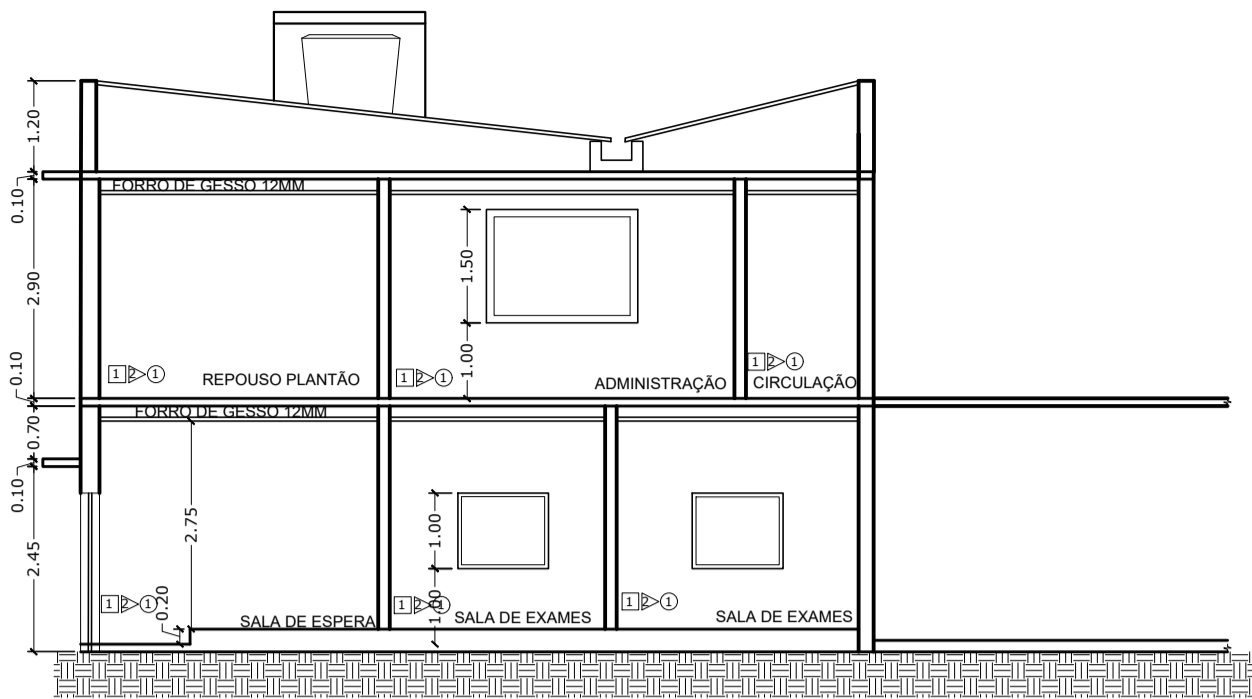 1.20
0.10
FORRO DE GESSO 12MM
2.90
1.50
1.00
1 2 1
REPOUSO PLANTÃO
1 2 1
ADMINISTRAÇÃO
1 2 1
CIRCULAÇÃO
0.10
FORRO DE GESSO 12MM
0.70
0.10
2.45
2.75
1.00
1.00
0.20
1 2 1
SALA DE ESPERA
1 2 1
SALA DE EXAMES
1 2 1
SALA DE EXAMES